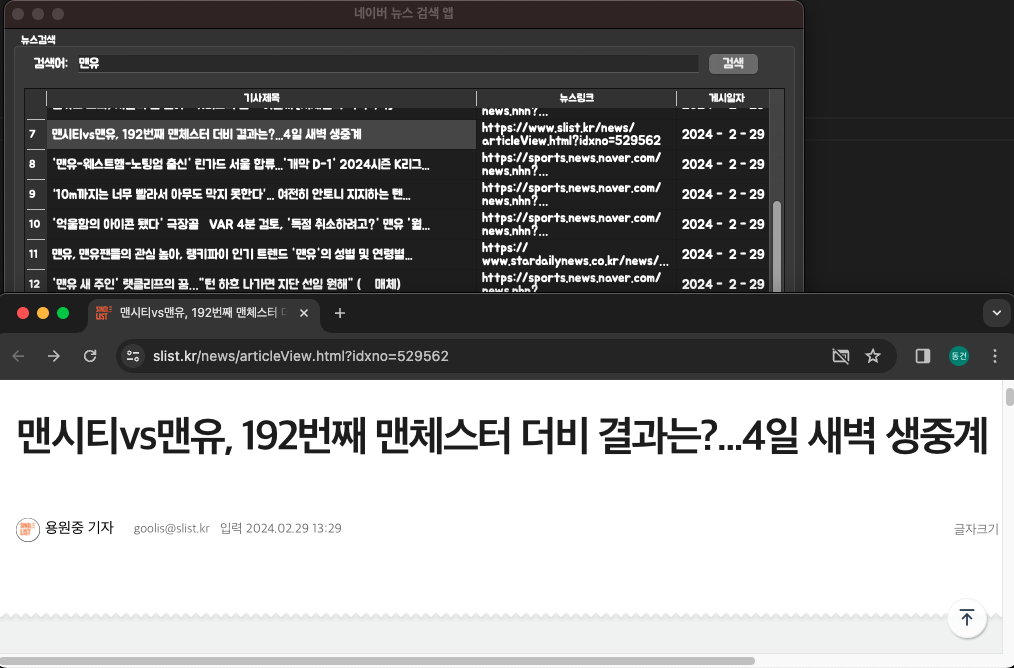 네이버 뉴스 검색 앱
뉴스검색
검색어: 맨유 검색
기사제목 뉴스링크 게시일자
news.nhn?...
7 맨시티vs맨유, 192번째 맨체스터 더비 결과는?...4일 새벽 생중계 https://www.slist.kr/news/articleView.html?idxno=529562 2024 - 2 - 29
8 '맨유-웨스트햄-노팅엄 출신' 린가드 서울 합류...'개막 D-1' 2024시즌 K리그... https://sports.news.naver.com/news.nhn?... 2024 - 2 - 29
9 '10m까지는 너무 빨라서 아무도 막지 못한다'... 여전히 안토니 지지하는 텐... https://sports.news.naver.com/news.nhn?... 2024 - 2 - 29
10 '억울함의 아이콘 됐다' 극장골 VAR 4분 검토, '득점 취소하려고?' 맨유 '윌... https://sports.news.naver.com/news.nhn?... 2024 - 2 - 29
11 맨유, 맨유팬들의 관심 높아, 랭키파이 인기 트렌드 '맨유'의 성별 및 연령별... https://www.stardailynews.co.kr/news/... 2024 - 2 - 29
12 '맨유 새 주인' 랫클리프의 꿈..."턴 하흐 나가면 지단 선임 원해" ( 매체) https://sports.news.naver.com/news.nhn?... 2024 - 2 - 29
맨시티vs맨유, 192번째 맨체스터
slist.kr/news/articleView.html?idxno=529562 동건
맨시티vs맨유, 192번째 맨체스터 더비 결과는?...4일 새벽 생중계
SINGLE LIST 용원중 기자 goolis@slist.kr 입력 2024.02.29 13:29 글자크기